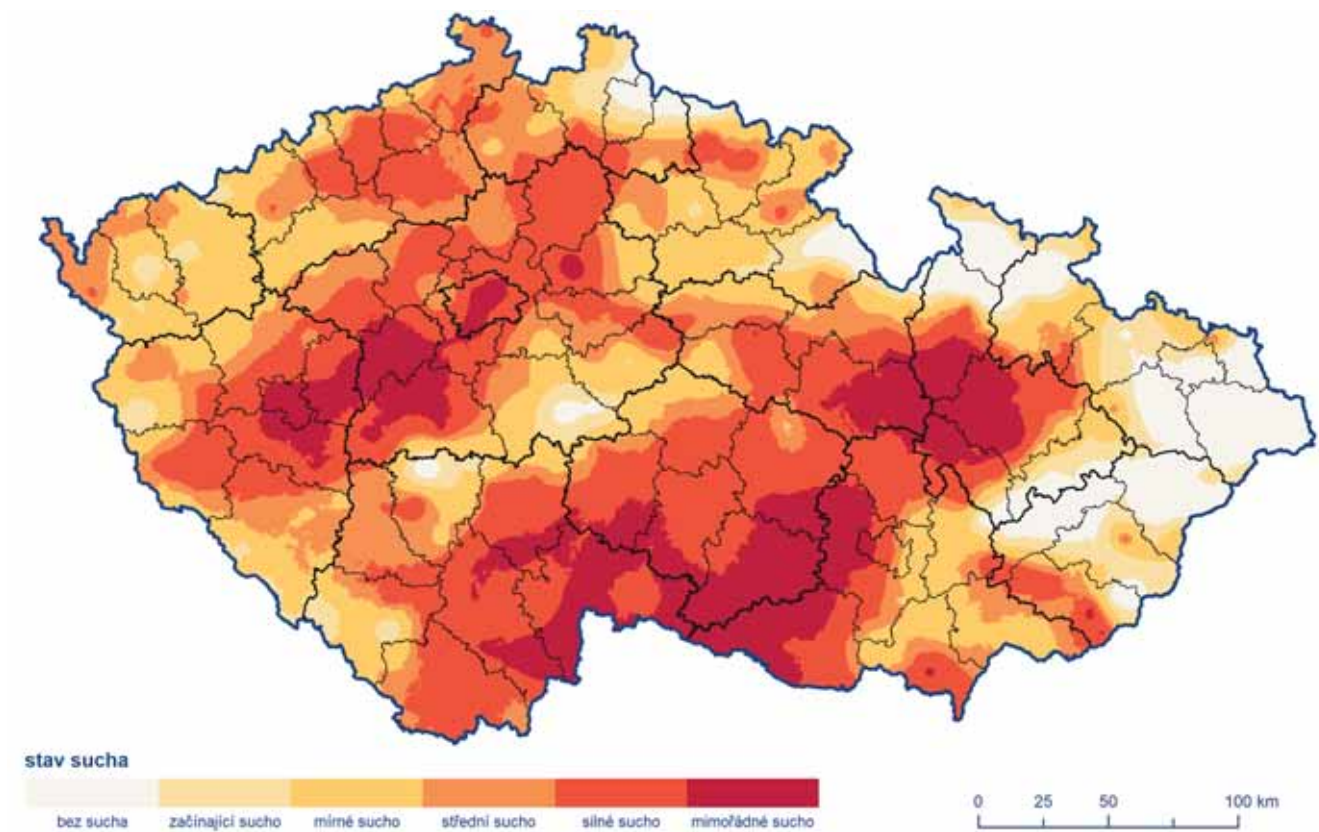 stav sucha
bez sucha začínající sucho mírné sucho střední sucho silné sucho mimořádné sucho
0 25 50 100 km